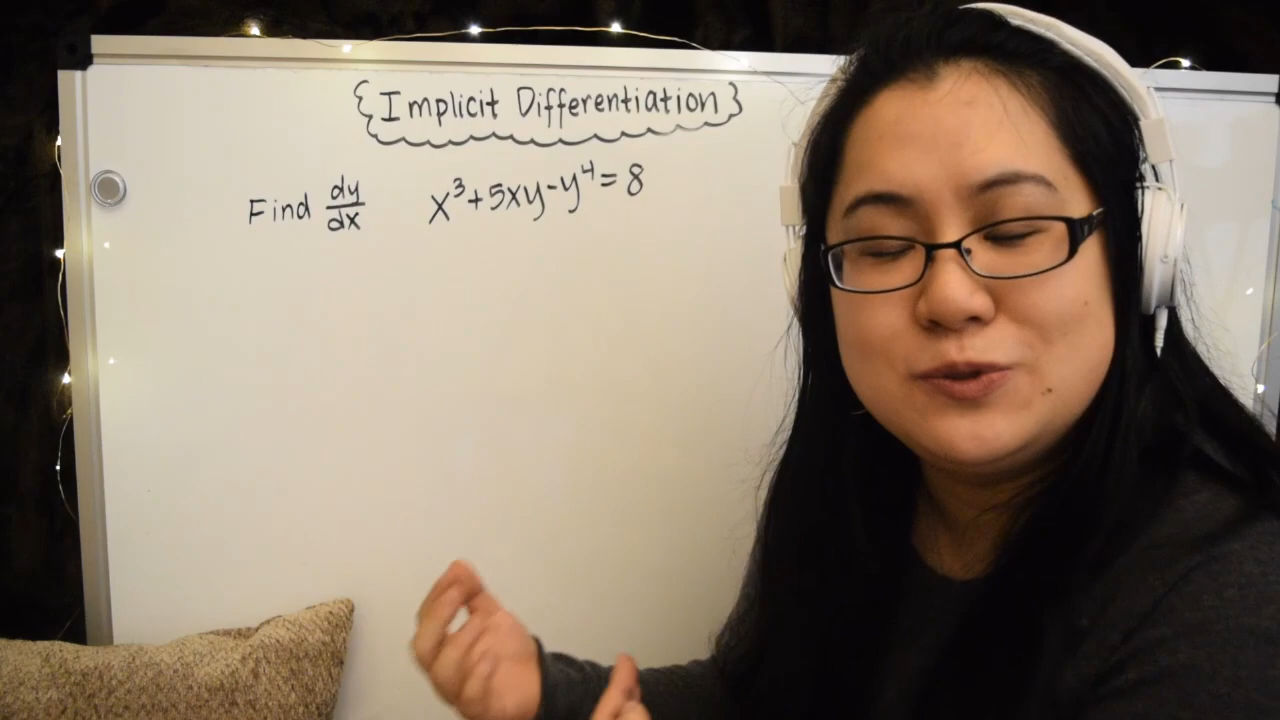 {Implicit Differentiation}
Find dy/dx x³+5xy-y⁴=8